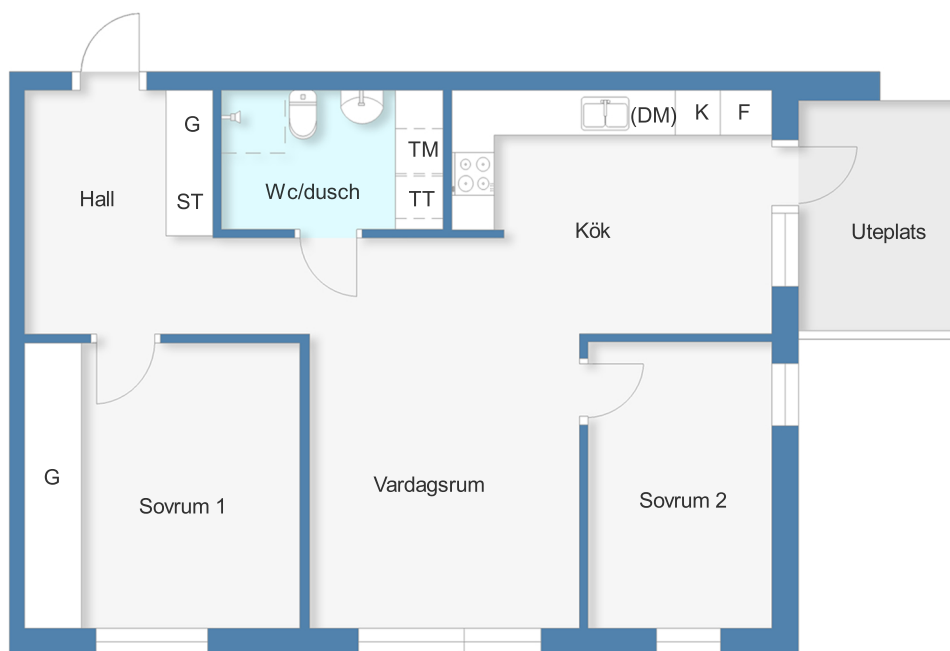 G
ST
Hall
Wc/dusch
TM
TT
(DM)
K
F
Kök
Uteplats
G
Sovrum 1
Vardagsrum
Sovrum 2